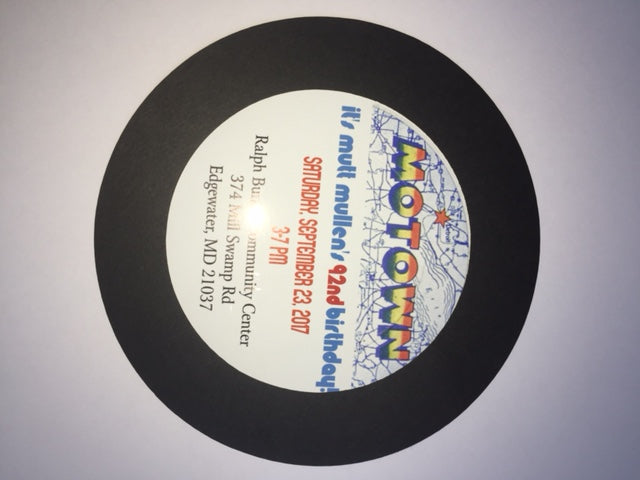 MOTOWN
it's mutt mullen's 92nd birthday!
SATURDAY, SEPTEMBER 23, 2017
3-7 PM
Ralph Community Center
374 Mill Swamp Rd
Edgewater, MD 21037